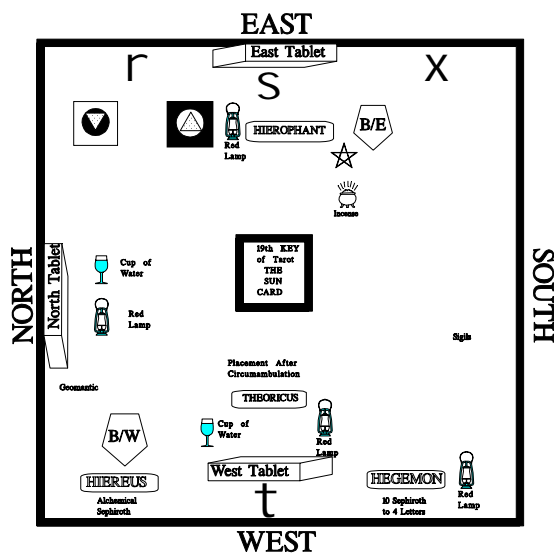 EAST
East Tablet
r
s
x
HIEROPHANT
B/E
Red
Lamp
Incense
NORTH
North Tablet
Cup of
Water
Red
Lamp
19th KEY
of Tarot
THE
SUN
CARD
SOUTH
Sigils
Geomantic
Placement After
Circumambulation
THEORICUS
B/W
Cup of
Water
Red
Lamp
West Tablet
HIEREUS
Alchemical
Sephiroth
HEGEMON
10 Sephiroth
to 4 Letters
Red
Lamp
t
WEST